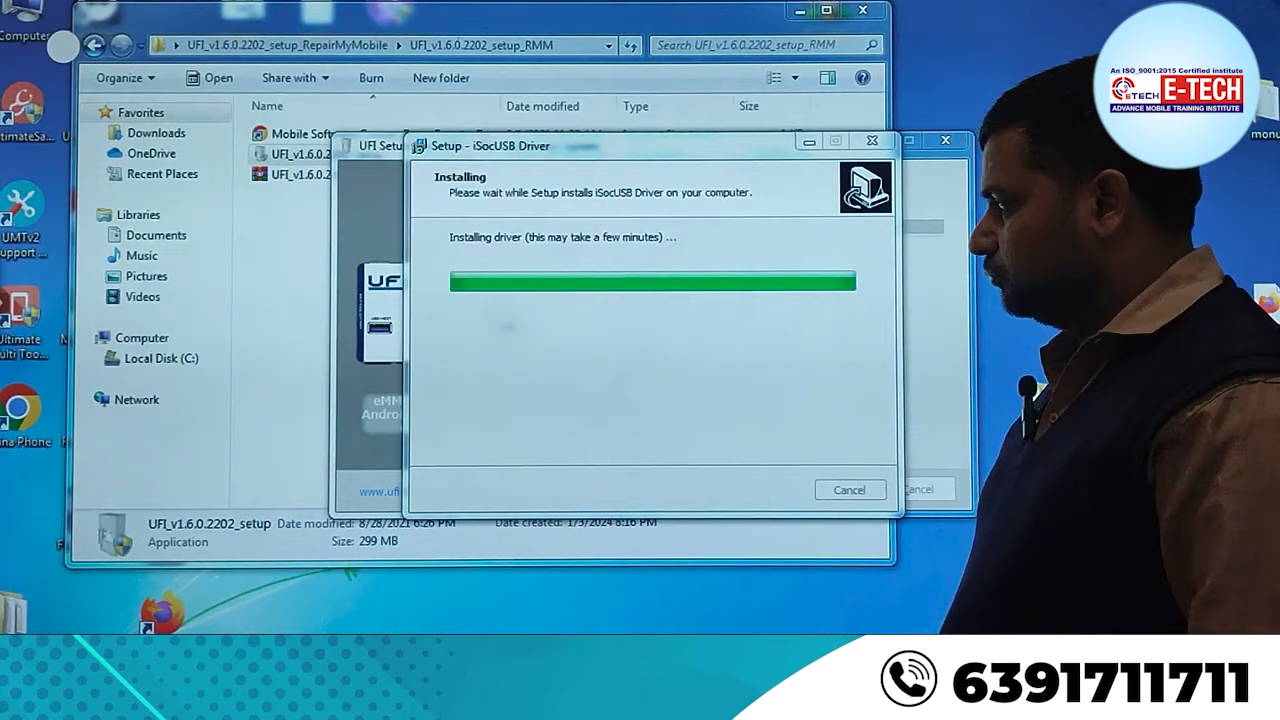 Computer
UFI_v1.6.0.2202_setup_RepairMyMobile
UFI_v1.6.0.2202_setup_RMM
Search UFI_v1.6.0.2202_setup_RMM
Organize
Open
Share with
Burn
New folder
An ISO_9001:2015 Certified institute
ETECH
E-TECH
ADVANCE MOBILE TRAINING INSTITUTE
Favorites
Downloads
OneDrive
Recent Places
Libraries
Documents
Music
Pictures
Videos
Computer
Local Disk (C:)
Network
Name
Date modified
Type
Size
Mobile Soft
UFI_v1.6.0.2
UFI_v1.6.0.2
UFI Setu
Setup - iSocUSB Driver
Installing
Please wait while Setup installs iSocUSB Driver on your computer.
Installing driver (this may take a few minutes) ...
UFI
eMM
Andro
www.ufi
Cancel
ancel
UFI_v1.6.0.2202_setup
Date modified: 8/28/2021 6:26 PM
Date created: 1/3/2024 8:16 PM
Application
Size: 299 MB
timateSa...
UMTv2
upport ...
Ultimate
ulti Too...
ina Phone
monu
6391711711